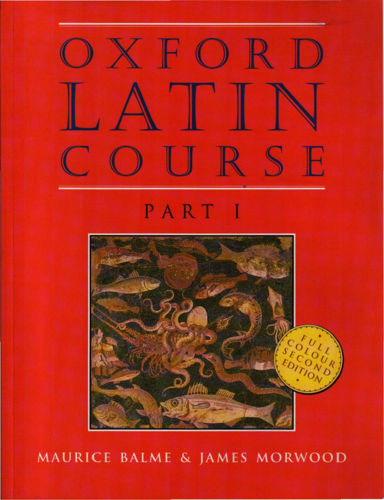 OXFORD
LATIN
COURSE
PART I
FULL
COLOUR
SECOND
EDITION
MAURICE BALME & JAMES MORWOOD